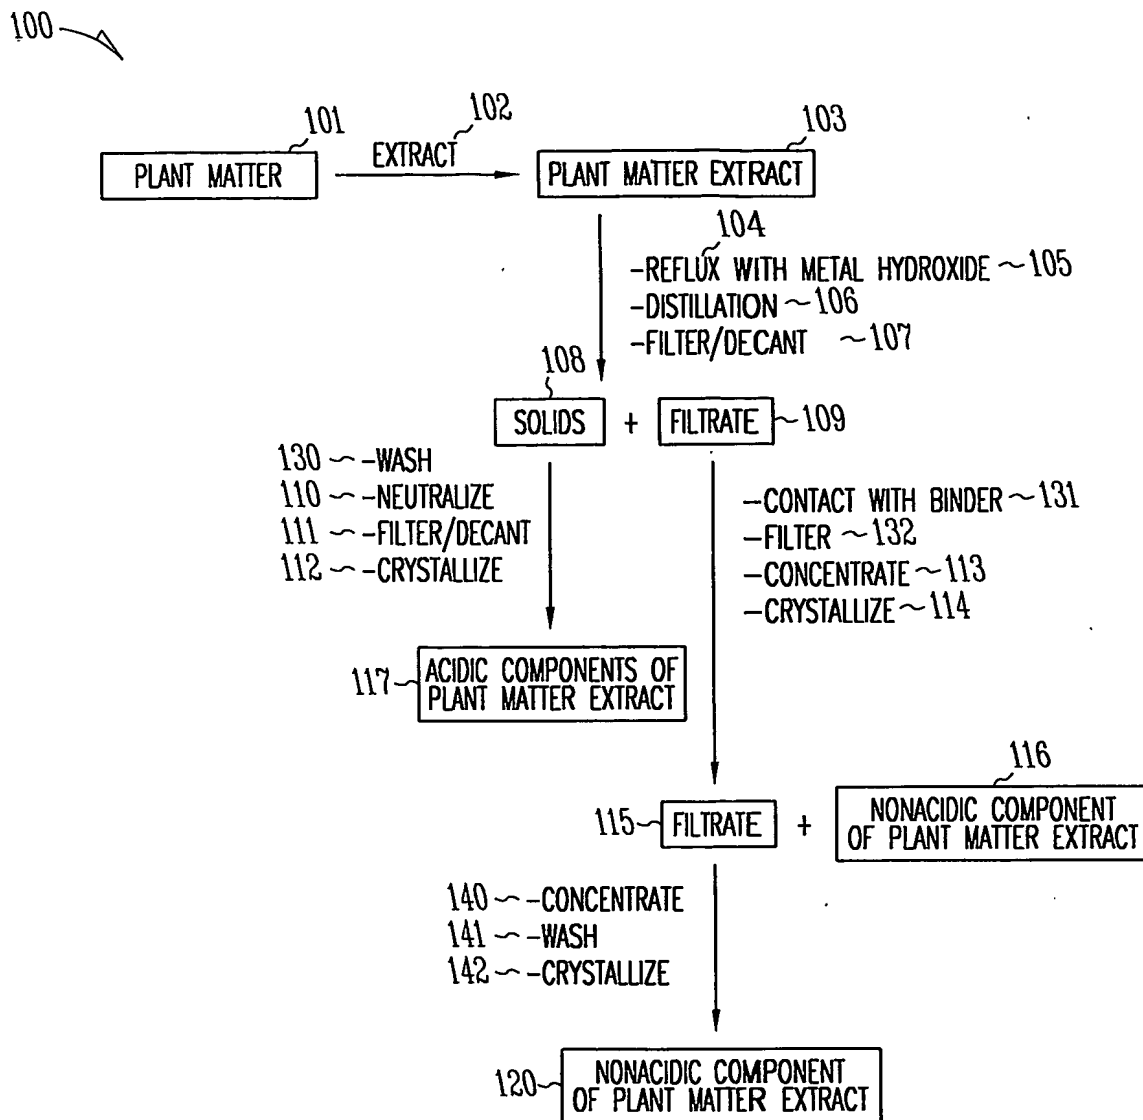 100
101
102
103
PLANT MATTER
EXTRACT
PLANT MATTER EXTRACT
104
-REFLUX WITH METAL HYDROXIDE ~105
-DISTILLATION ~106
-FILTER/DECANT ~107
108
SOLIDS + FILTRATE 109
130 ~ -WASH
110 ~ -NEUTRALIZE
111 ~ -FILTER/DECANT
112 ~ -CRYSTALLIZE
-CONTACT WITH BINDER ~131
-FILTER ~132
-CONCENTRATE ~113
-CRYSTALLIZE ~114
117
ACIDIC COMPONENTS OF
PLANT MATTER EXTRACT
116
115
FILTRATE +
NONACIDIC COMPONENT
OF PLANT MATTER EXTRACT
140 ~ -CONCENTRATE
141 ~ -WASH
142 ~ -CRYSTALLIZE
120
NONACIDIC COMPONENT
OF PLANT MATTER EXTRACT